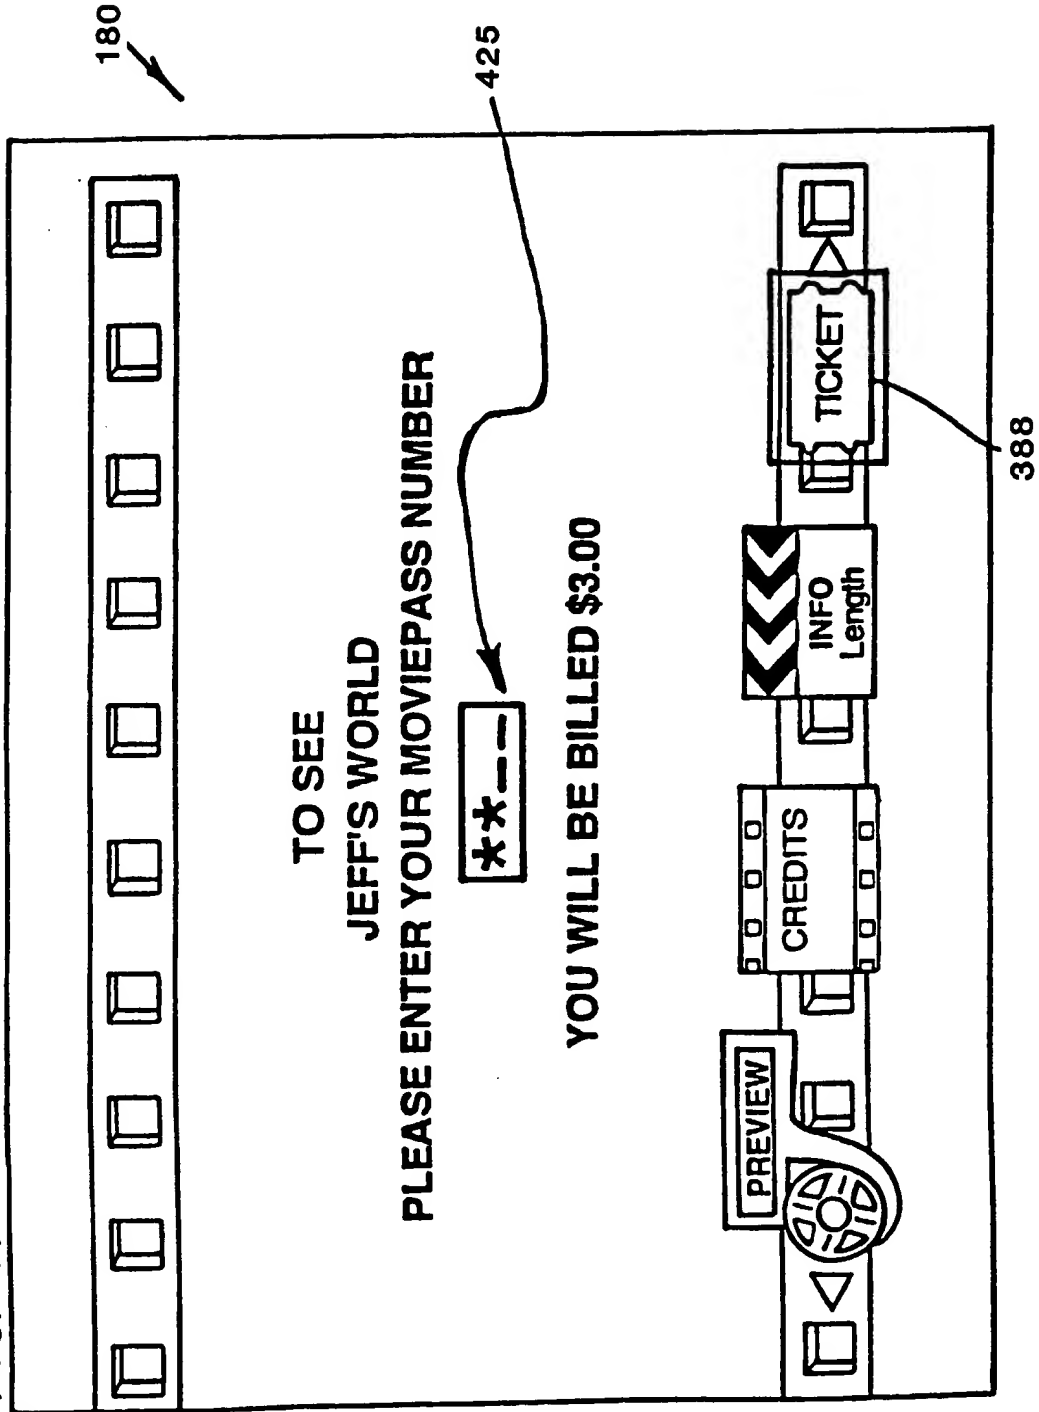 180
TO SEE
JEFF'S WORLD
PLEASE ENTER YOUR MOVIEPASS NUMBER
**--
425
YOU WILL BE BILLED $3.00
PREVIEW
CREDITS
INFO
Length
TICKET
388